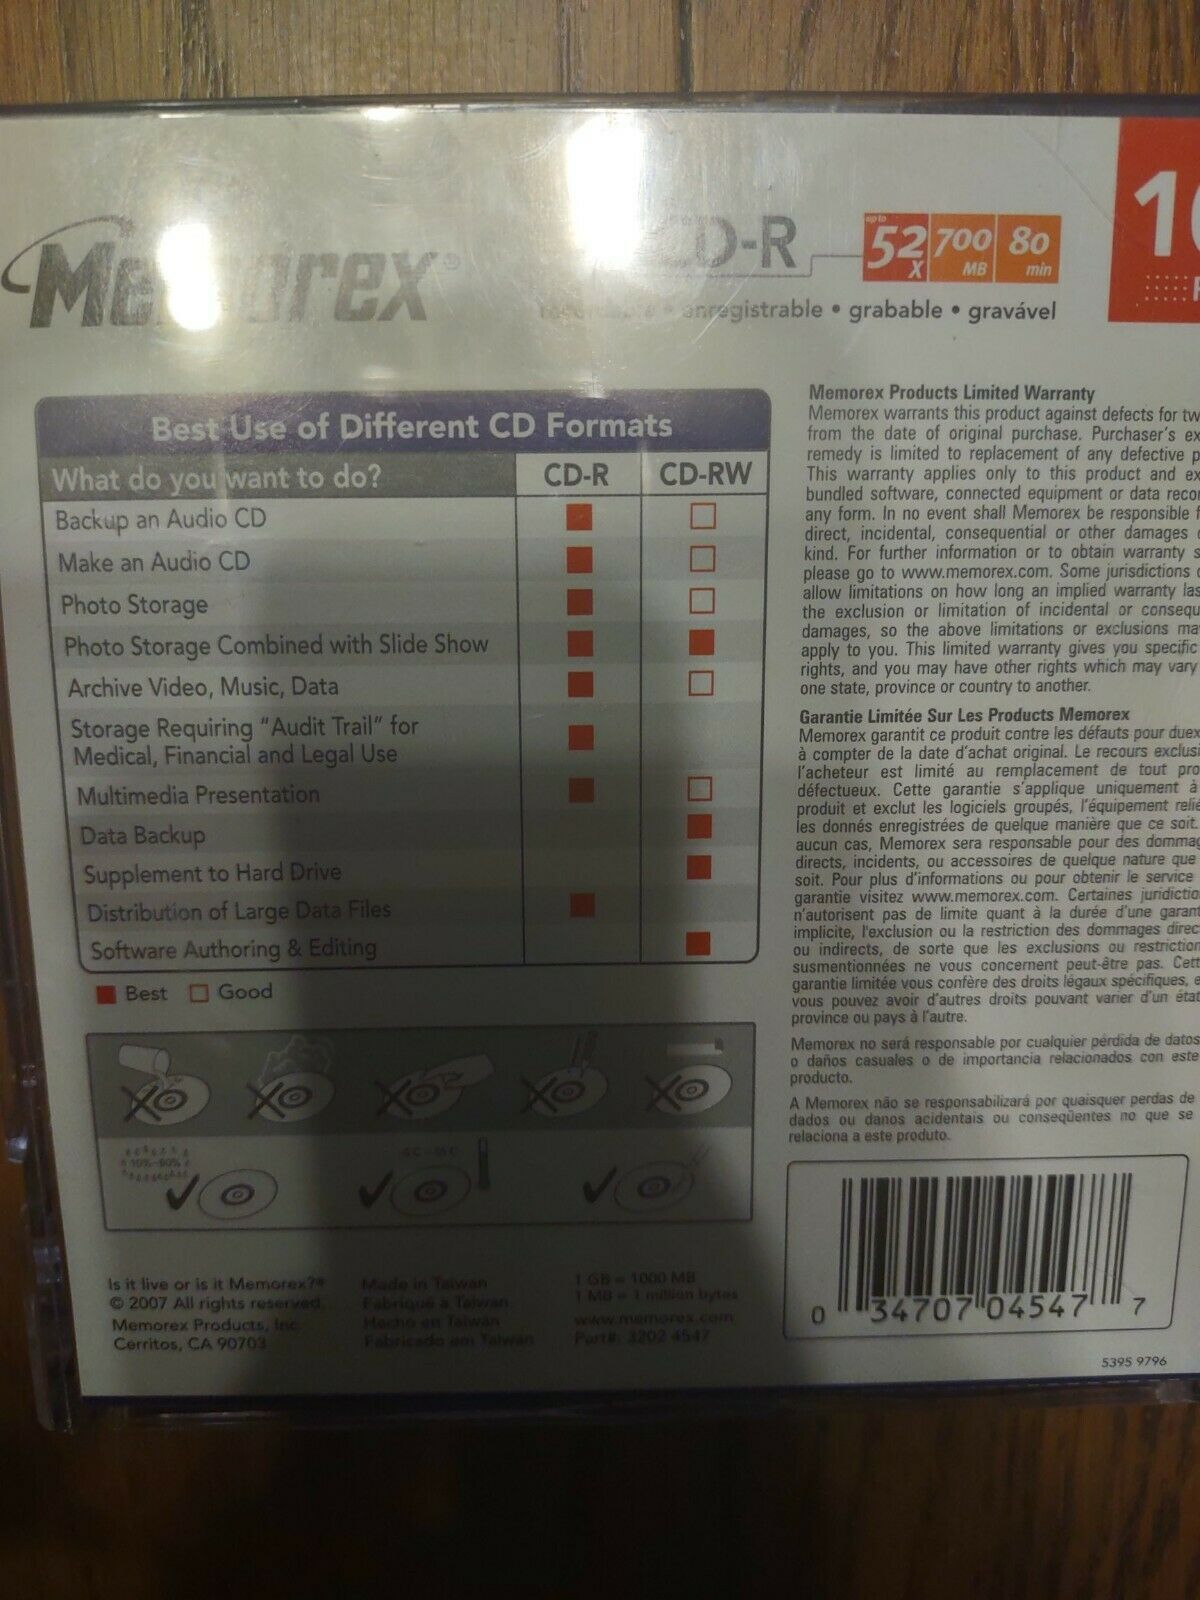 Memorex
CD-R
up to 52X 700 MB 80 min
enregistrable • grabable • gravável
Best Use of Different CD Formats
What do you want to do? CD-R CD-RW
Backup an Audio CD
Make an Audio CD
Photo Storage
Photo Storage Combined with Slide Show
Archive Video, Music, Data
Storage Requiring "Audit Trail" for
Medical, Financial and Legal Use
Multimedia Presentation
Data Backup
Supplement to Hard Drive
Distribution of Large Data Files
Software Authoring & Editing
Best Good
10%-80%
Is it live or is it Memorex?®
© 2007 All rights reserved.
Memorex Products, Inc.
Cerritos, CA 90703
Made in Taiwan
Fabriqué à Taiwan
Hecho en Taiwan
Fabricado em Taiwan
1 GB = 1000 MB
1 MB = 1 million bytes
www.memorex.com
Part#: 3202 4547
Memorex Products Limited Warranty
Memorex warrants this product against defects for
from the date of original purchase. Purchaser's
remedy is limited to replacement of any defective
This warranty applies only to this product and
bundled software, connected equipment or data
any form. In no event shall Memorex be responsible
direct, incidental, consequential or other damages
kind. For further information or to obtain warranty
please go to www.memorex.com. Some jurisdictions
allow limitations on how long an implied warranty
the exclusion or limitation of incidental or
damages, so the above limitations or exclusions
apply to you. This limited warranty gives you specific
rights, and you may have other rights which may vary
one state, province or country to another.
Garantie Limitée Sur Les Products Memorex
Memorex garantit ce produit contre les défauts pour duex
à compter de la date d'achat original. Le recours
l'acheteur est limité au remplacement de tout
défectueux. Cette garantie s'applique uniquement à
produit et exclut les logiciels groupés, l'équipement
les donnés enregistrées de quelque manière que ce soit.
aucun cas, Memorex sera responsable pour des
directs, incidents, ou accessoires de quelque nature que
soit. Pour plus d'informations ou pour obtenir le service
garantie visitez www.memorex.com. Certaines
n'autorisent pas de limite quant à la durée d'une
implicite, l'exclusion ou la restriction des dommages
ou indirects, de sorte que les exclusions ou
susmentionnées ne vous concernent peut-être pas.
garantie limitée vous confère des droits légaux spécifiques,
vous pouvez avoir d'autres droits pouvant varier d'un
province ou pays à l'autre.
Memorex no será responsable por cualquier pérdida de datos
o daños casuales o de importancia relacionados con este
producto.
A Memorex não se responsabilizará por quaisquer perdas de
dados ou danos acidentais ou conseqüentes no que se
relaciona a este produto.
0 34707 04547 7
5395 9796